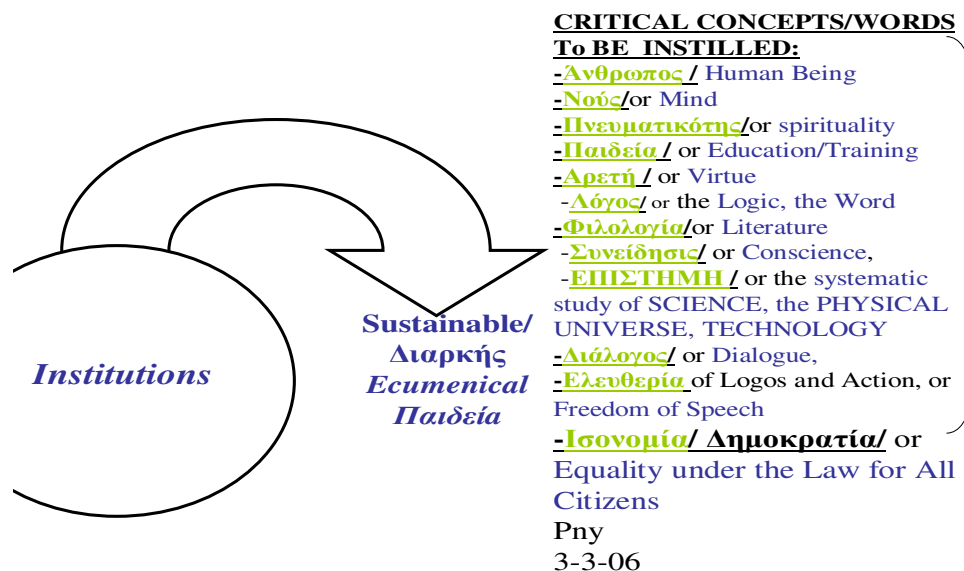 Institutions
Sustainable/
Διαρκής
Ecumenical
Παιδεία
CRITICAL CONCEPTS/WORDS
To BE INSTILLED:
-Άνθρωπος / Human Being
-Νούς/or Mind
-Πνευματικότης/or spirituality
-Παιδεία / or Education/Training
-Αρετή / or Virtue
-Λόγος/ or the Logic, the Word
-Φιλολογία/or Literature
-Συνείδησις/ or Conscience,
-ΕΠΙΣΤΗΜΗ / or the systematic
study of SCIENCE, the PHYSICAL
UNIVERSE, TECHNOLOGY
-Διάλογος/ or Dialogue,
-Ελευθερία of Logos and Action, or
Freedom of Speech
-Ισονομία/ Δημοκρατία/ or
Equality under the Law for All
Citizens
Pny
3-3-06